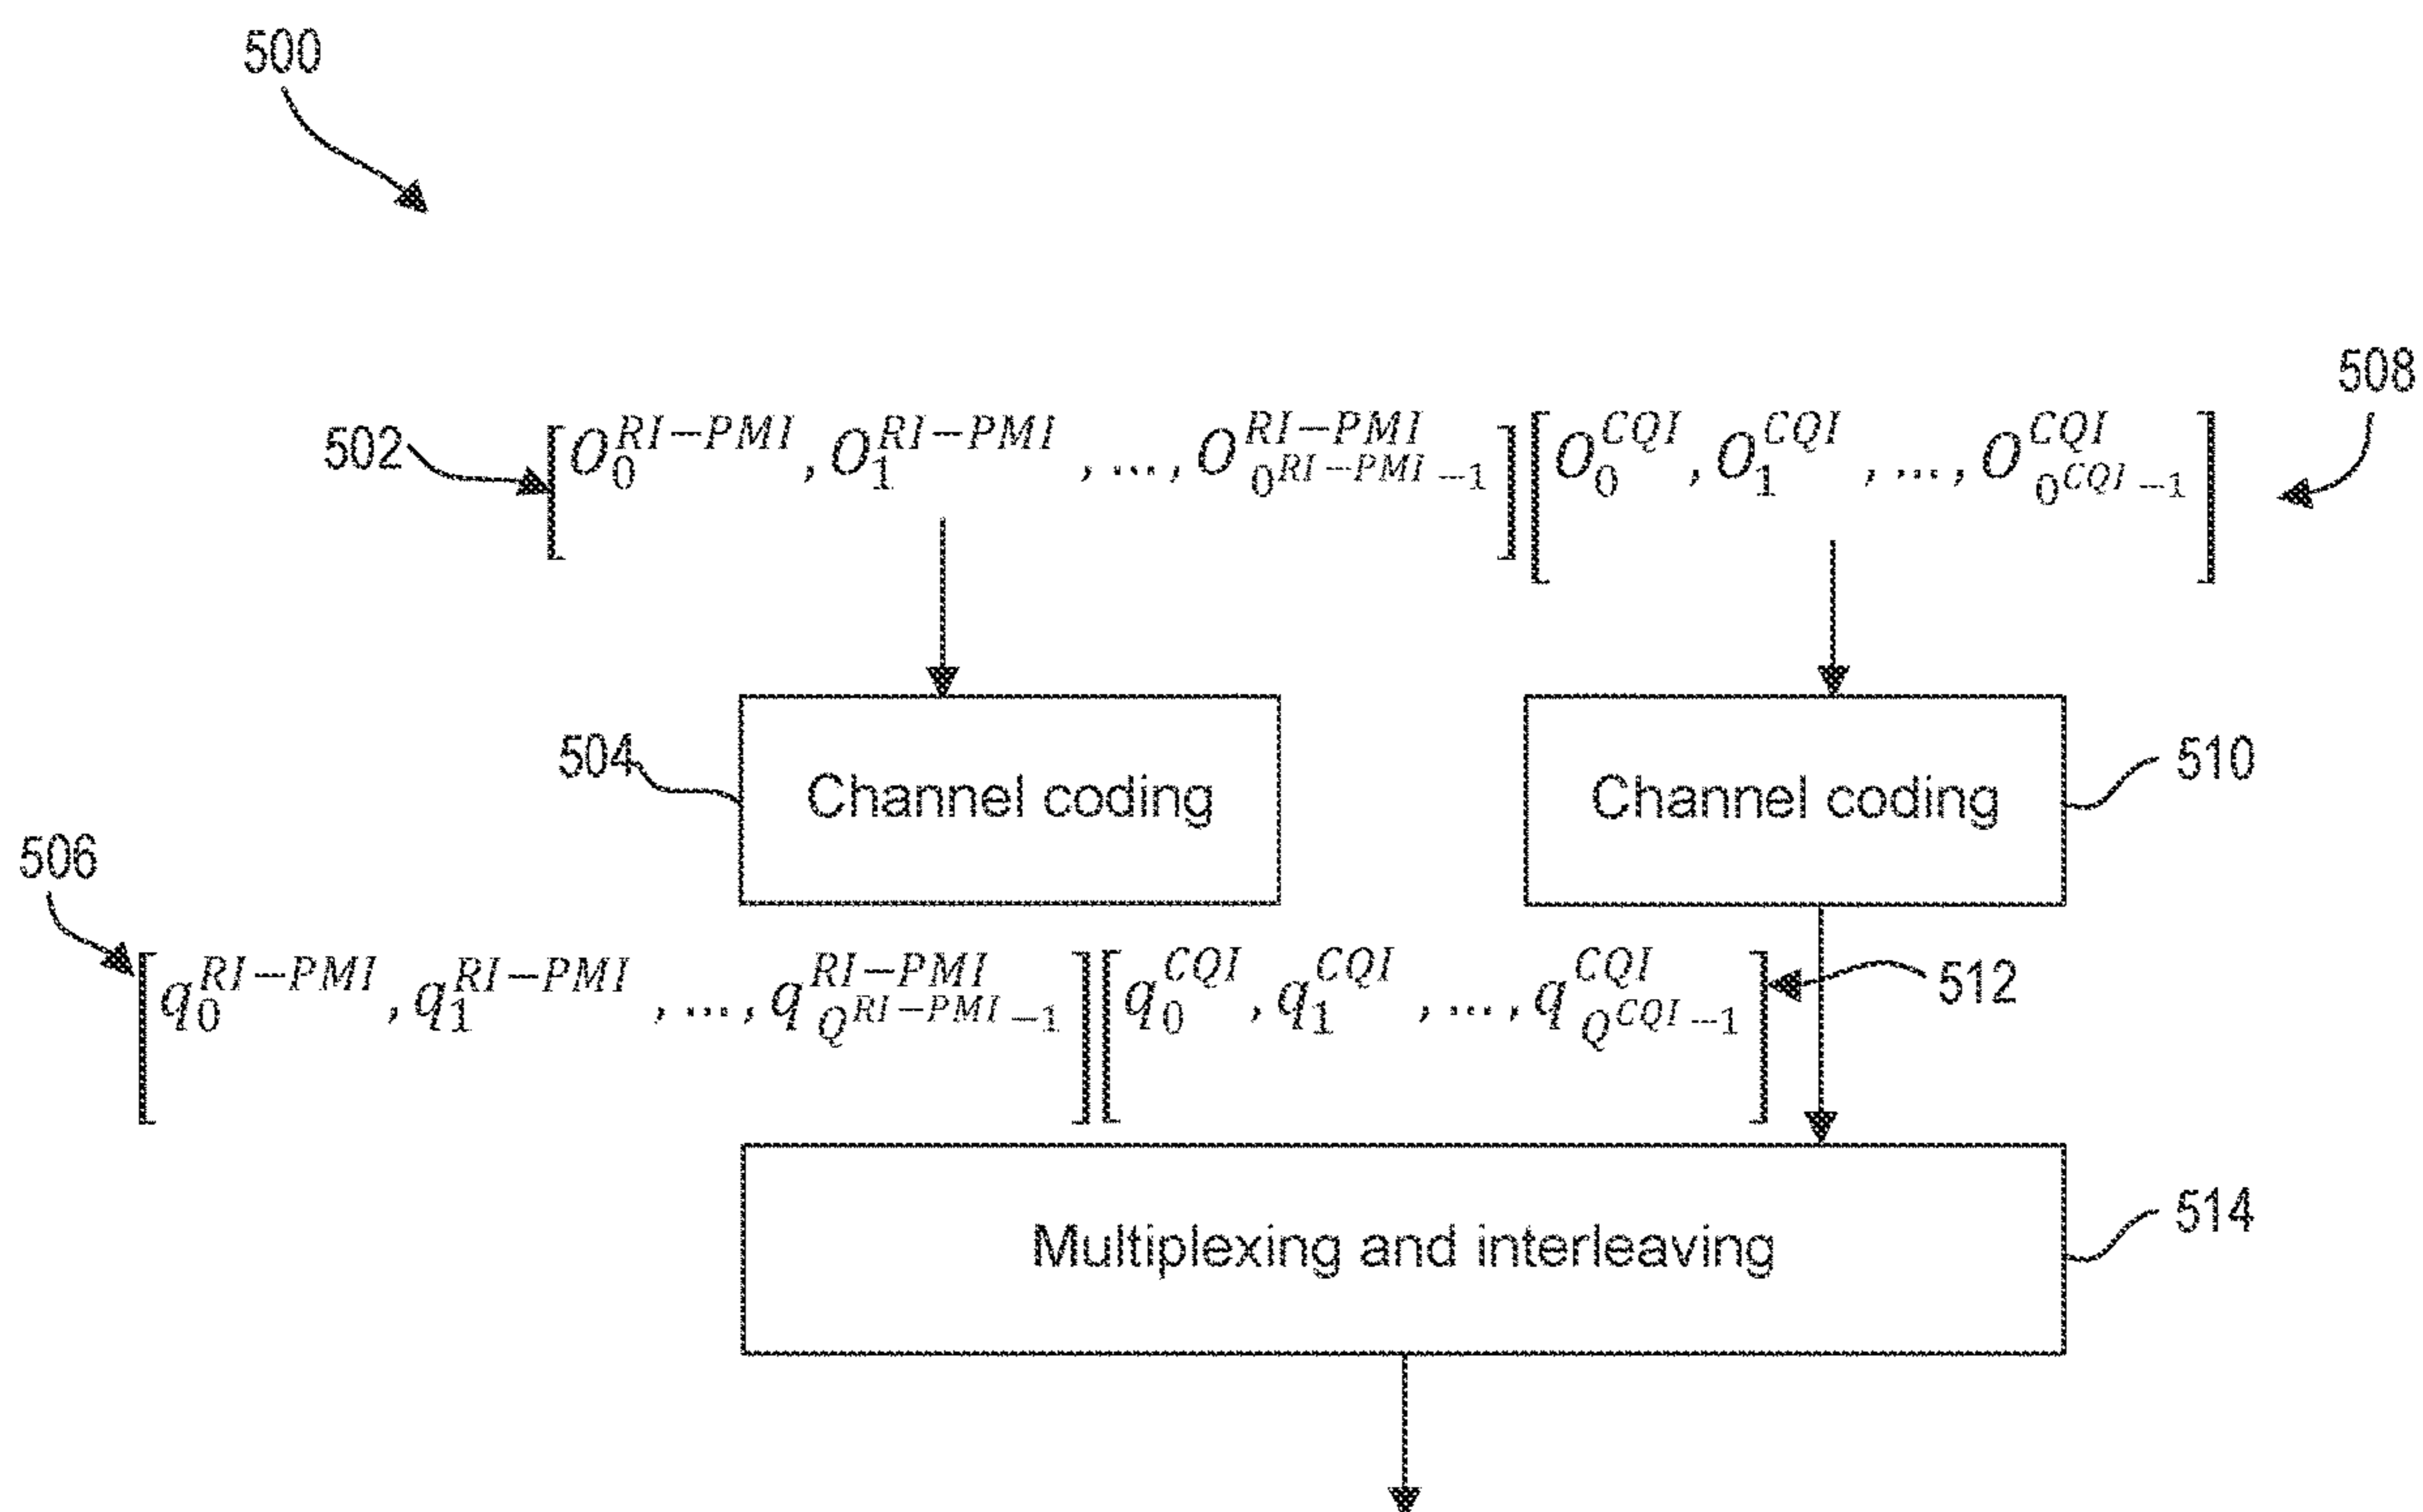 500
508
502 [O_0^{RI-PMI}, O_1^{RI-PMI}, ..., O_{0^{RI-PMI}-1}^{RI-PMI}] [O_0^{CQI}, O_1^{CQI}, ..., O_{0^{CQI}-1}^{CQI}]
504 Channel coding Channel coding 510
506
[q_0^{RI-PMI}, q_1^{RI-PMI}, ..., q_{Q^{RI-PMI}-1}^{RI-PMI}] [q_0^{CQI}, q_1^{CQI}, ..., q_{Q^{CQI}-1}^{CQI}] 512
Multiplexing and interleaving 514